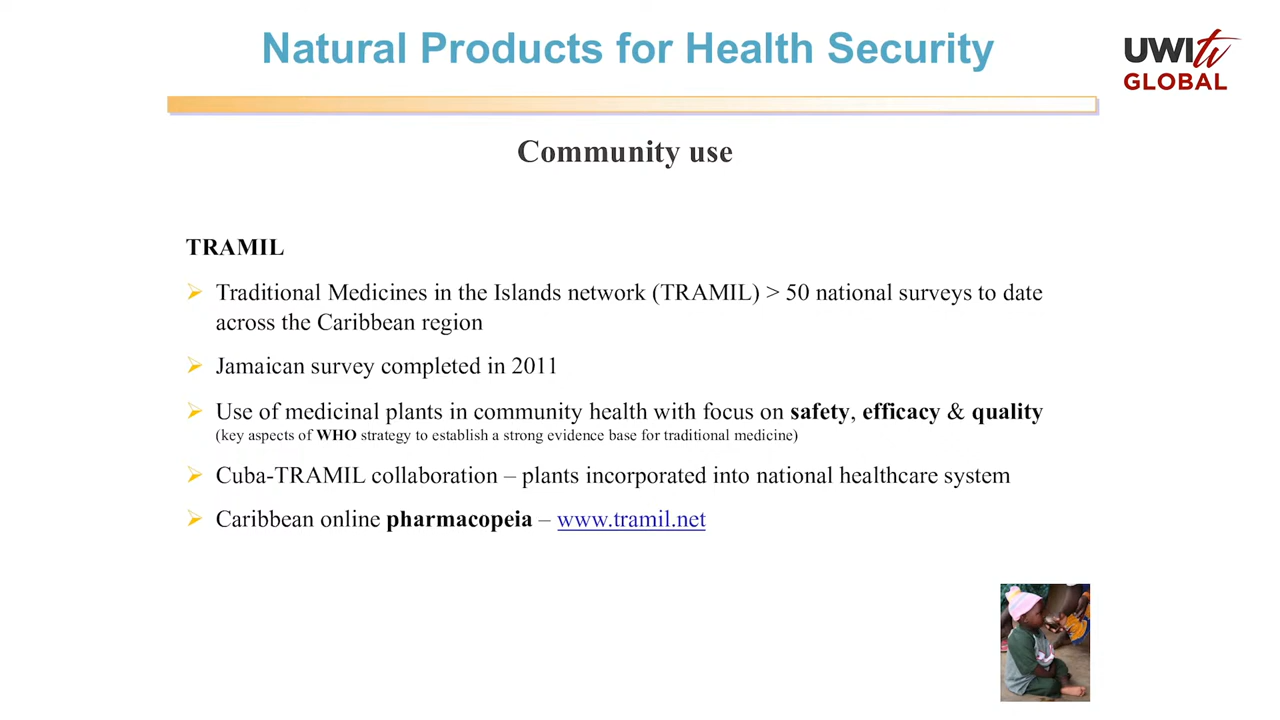 Natural Products for Health Security
UWI tv
GLOBAL
Community use
TRAMIL
Traditional Medicines in the Islands network (TRAMIL) > 50 national surveys to date
across the Caribbean region
Jamaican survey completed in 2011
Use of medicinal plants in community health with focus on safety, efficacy & quality
(key aspects of WHO strategy to establish a strong evidence base for traditional medicine)
Cuba-TRAMIL collaboration – plants incorporated into national healthcare system
Caribbean online pharmacopeia – www.tramil.net